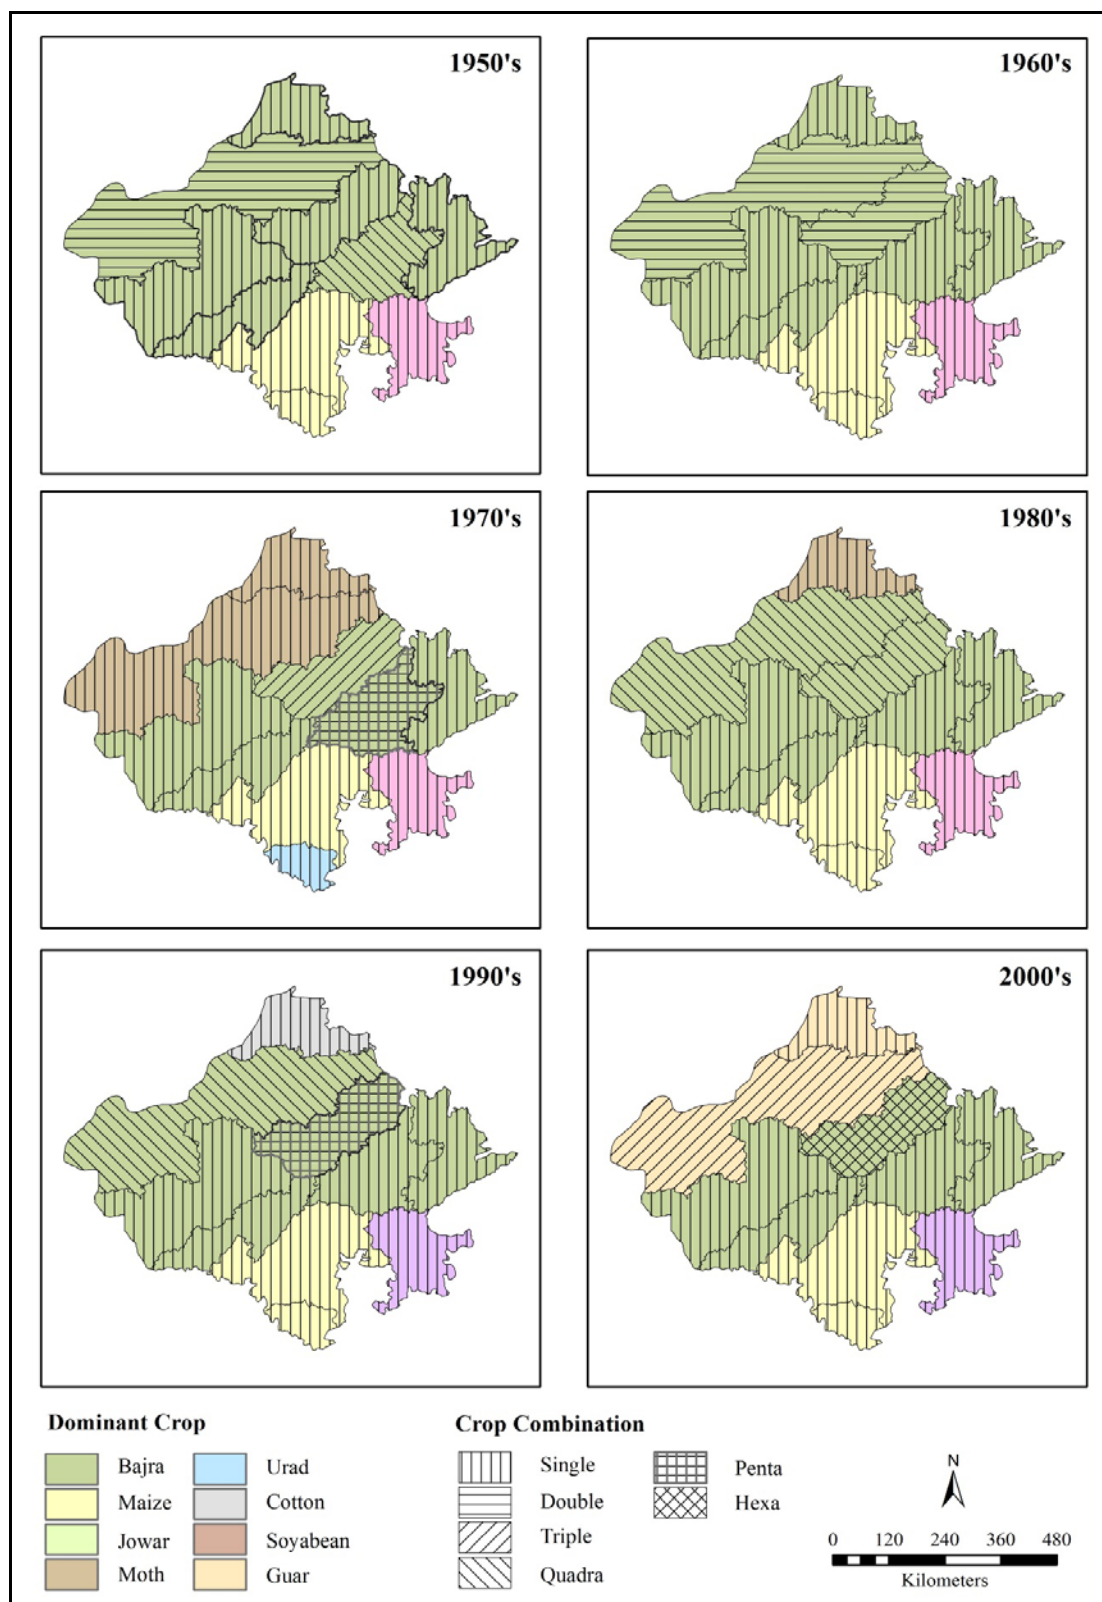 1950's
1960's
1970's
1980's
1990's
2000's
Dominant Crop
Bajra
Maize
Jowar
Moth
Urad
Cotton
Soyabean
Guar
Crop Combination
Single
Double
Triple
Quadra
Penta
Hexa
N
0 120 240 360 480
Kilometers